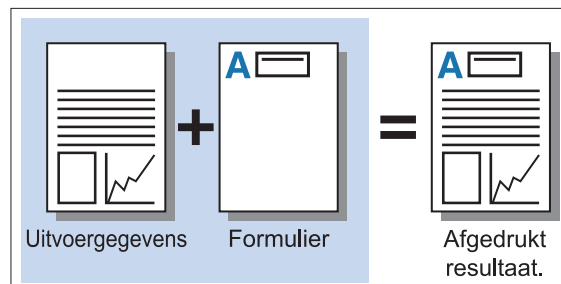 A
A
Uitvoergegevens
Formulier
Afgedrukt
resultaat.